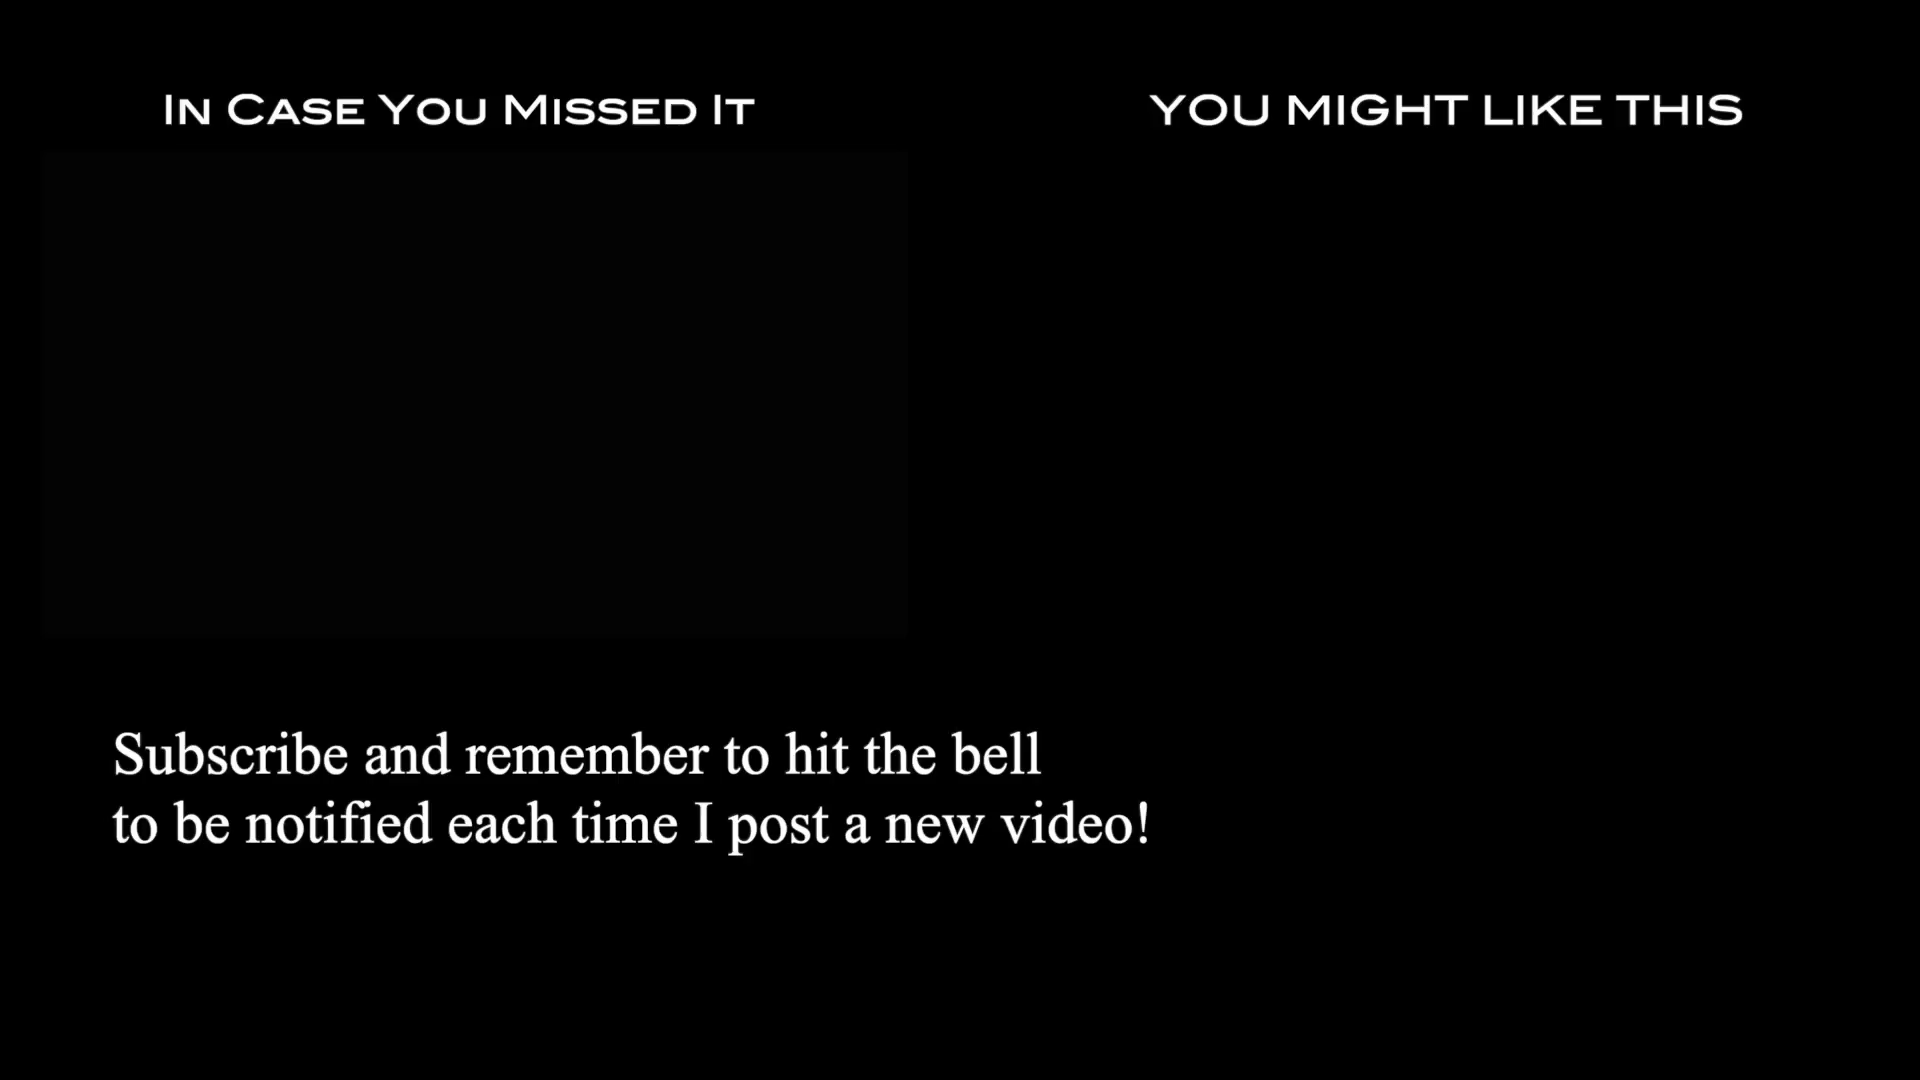 In Case You Missed It
YOU MIGHT LIKE THIS
Subscribe and remember to hit the bell
to be notified each time I post a new video!